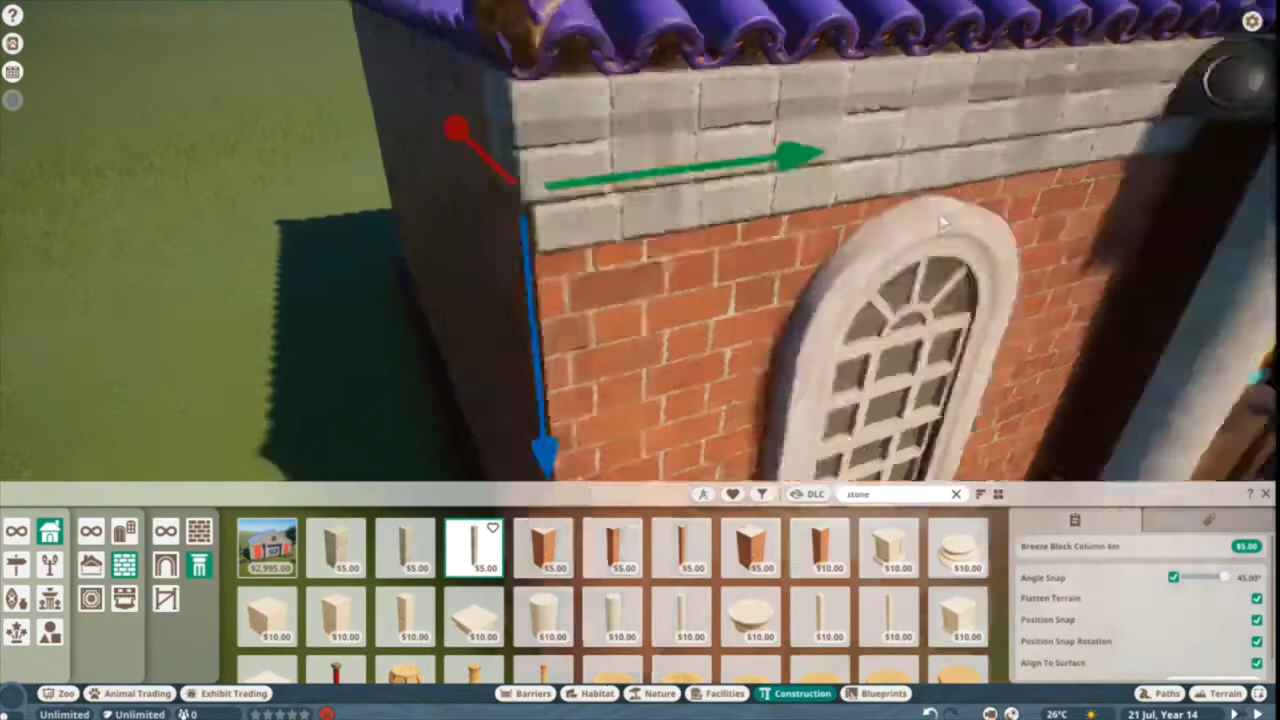 ?
DLC
stone
?
$2,995.00 $5.00 $5.00 $5.00 $5.00 $5.00 $5.00 $5.00 $10.00 $10.00 $10.00
$10.00 $10.00 $10.00 $10.00 $10.00 $10.00 $10.00 $10.00 $10.00 $10.00 $10.00
Breeze Block Column 4m $5.00
Angle Snap 45.00°
Flatten Terrain
Position Snap
Position Snap Rotation
Align To Surface
Zoo Animal Trading Exhibit Trading Barriers Habitat Nature Facilities Construction Blueprints Paths Terrain
Unlimited Unlimited 0 26°C 21 Jul, Year 14